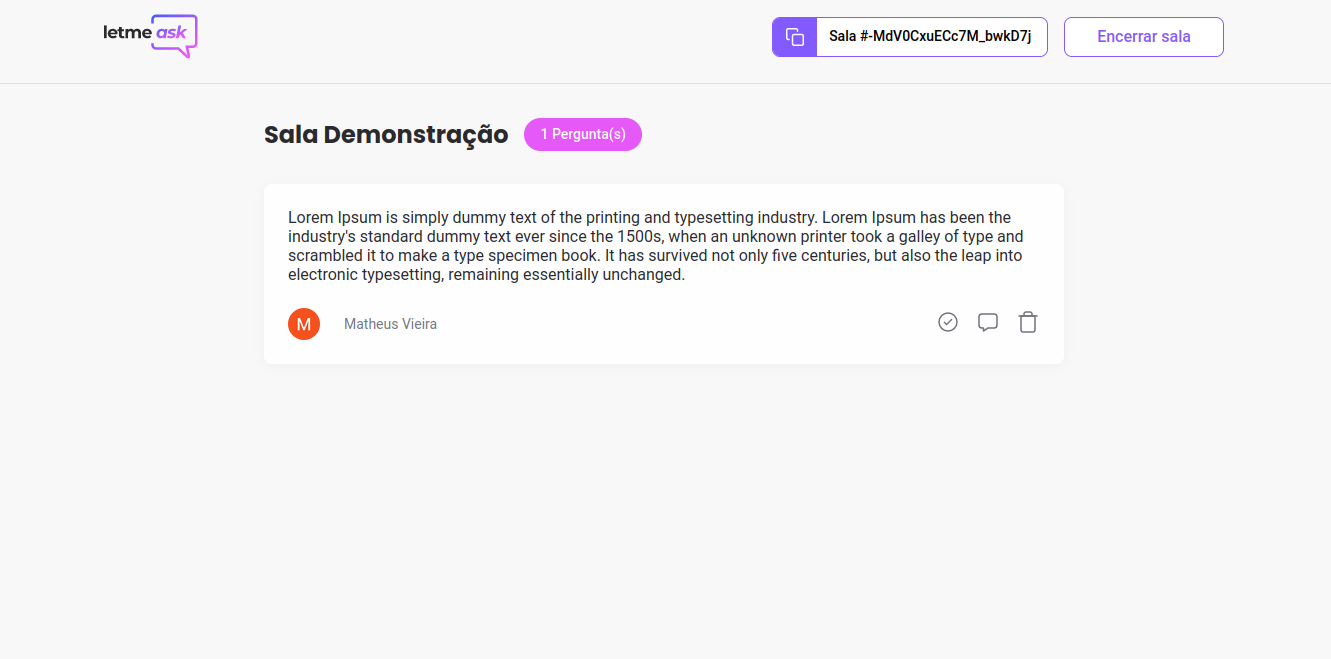 letme ask
Sala #-MdV0CxuECc7M_bwkD7j
Encerrar sala
Sala Demonstração
1 Pergunta(s)
Lorem Ipsum is simply dummy text of the printing and typesetting industry. Lorem Ipsum has been the
industry's standard dummy text ever since the 1500s, when an unknown printer took a galley of type and
scrambled it to make a type specimen book. It has survived not only five centuries, but also the leap into
electronic typesetting, remaining essentially unchanged.
M
Matheus Vieira